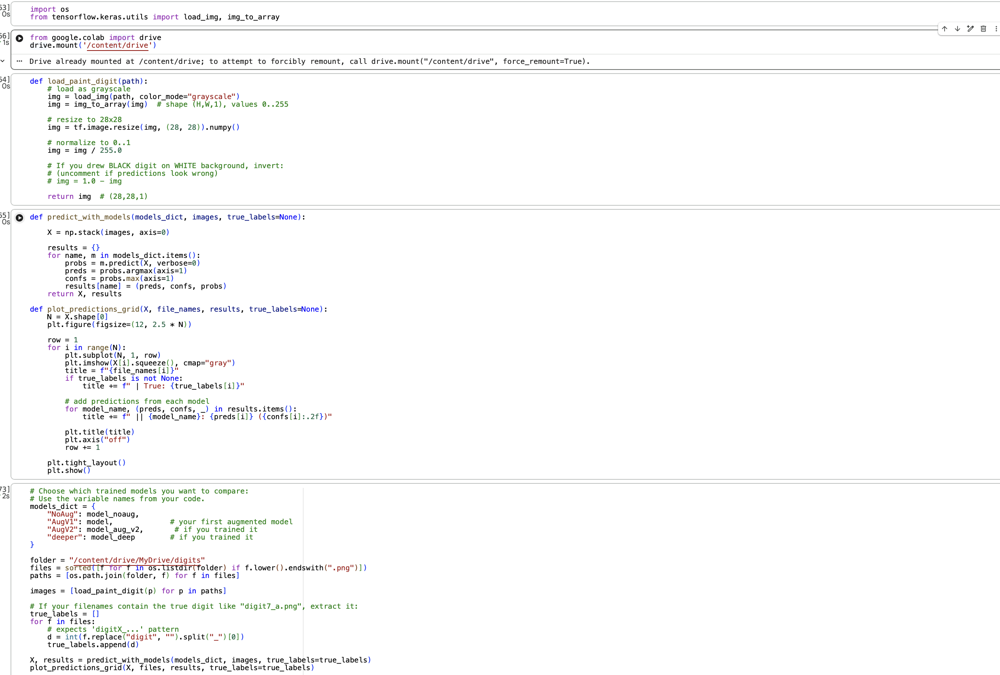 53]
0s
import os
from tensorflow.keras.utils import load_img, img_to_array
66]
1s
from google.colab import drive
drive.mount('/content/drive')
Drive already mounted at /content/drive; to attempt to forcibly remount, call drive.mount("/content/drive", force_remount=True).
54]
0s
def load_paint_digit(path):
    # load as grayscale
    img = load_img(path, color_mode="grayscale")
    img = img_to_array(img)  # shape (H,W,1), values 0..255
    # resize to 28x28
    img = tf.image.resize(img, (28, 28)).numpy()
    # normalize to 0..1
    img = img / 255.0
    # If you drew BLACK digit on WHITE background, invert:
    # (uncomment if predictions look wrong)
    # img = 1.0 - img
    return img  # (28,28,1)
55]
0s
def predict_with_models(models_dict, images, true_labels=None):
    X = np.stack(images, axis=0)
    results = {}
    for name, m in models_dict.items():
        probs = m.predict(X, verbose=0)
        preds = probs.argmax(axis=1)
        confs = probs.max(axis=1)
        results[name] = (preds, confs, probs)
    return X, results
def plot_predictions_grid(X, file_names, results, true_labels=None):
    N = X.shape[0]
    plt.figure(figsize=(12, 2.5 * N))
    row = 1
    for i in range(N):
        plt.subplot(N, 1, row)
        plt.imshow(X[i].squeeze(), cmap="gray")
        title = f"{file_names[i]}"
        if true_labels is not None:
            title += f" | True: {true_labels[i]}"
        # add predictions from each model
        for model_name, (preds, confs, _) in results.items():
            title += f" || {model_name}: {preds[i]} ({confs[i]:.2f})"
        plt.title(title)
        plt.axis("off")
        row += 1
    plt.tight_layout()
    plt.show()
73]
2s
# Choose which trained models you want to compare:
# Use the variable names from your code.
models_dict = {
    "NoAug": model_noaug,
    "AugV1": model,             # your first augmented model
    "AugV2": model_aug_v2,       # if you trained it
    "deeper": model_deep        # if you trained it
}
folder = "/content/drive/MyDrive/digits"
files = sorted([f for f in os.listdir(folder) if f.lower().endswith(".png")])
paths = [os.path.join(folder, f) for f in files]
images = [load_paint_digit(p) for p in paths]
# If your filenames contain the true digit like "digit7_a.png", extract it:
true_labels = []
for f in files:
    # expects 'digitX_...' pattern
    d = int(f.replace("digit", "").split("_")[0])
    true_labels.append(d)
X, results = predict_with_models(models_dict, images, true_labels=true_labels)
plot_predictions_grid(X, files, results, true_labels=true_labels)